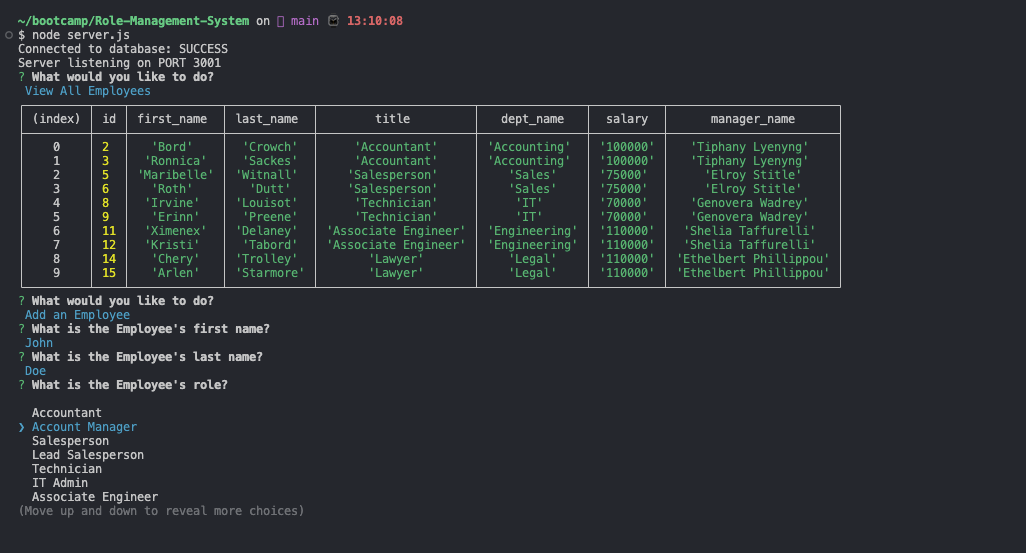 ~/bootcamp/Role-Management-System on main 13:10:08
$ node server.js
Connected to database: SUCCESS
Server listening on PORT 3001
? What would you like to do?
View All Employees
(index) id first_name last_name title dept_name salary manager_name
0 2 'Bord' 'Crowch' 'Accountant' 'Accounting' '100000' 'Tiphany Lyenyng'
1 3 'Ronnica' 'Sackes' 'Accountant' 'Accounting' '100000' 'Tiphany Lyenyng'
2 5 'Maribelle' 'Witnall' 'Salesperson' 'Sales' '75000' 'Elroy Stitle'
3 6 'Roth' 'Dutt' 'Salesperson' 'Sales' '75000' 'Elroy Stitle'
4 8 'Irvine' 'Louisot' 'Technician' 'IT' '70000' 'Genovera Wadrey'
5 9 'Erinn' 'Preene' 'Technician' 'IT' '70000' 'Genovera Wadrey'
6 11 'Ximenex' 'Delaney' 'Associate Engineer' 'Engineering' '110000' 'Shelia Taffurelli'
7 12 'Kristi' 'Tabord' 'Associate Engineer' 'Engineering' '110000' 'Shelia Taffurelli'
8 14 'Chery' 'Trolley' 'Lawyer' 'Legal' '110000' 'Ethelbert Phillippou'
9 15 'Arlen' 'Starmore' 'Lawyer' 'Legal' '110000' 'Ethelbert Phillippou'
? What would you like to do?
Add an Employee
? What is the Employee's first name?
John
? What is the Employee's last name?
Doe
? What is the Employee's role?
Accountant
❯ Account Manager
Salesperson
Lead Salesperson
Technician
IT Admin
Associate Engineer
(Move up and down to reveal more choices)